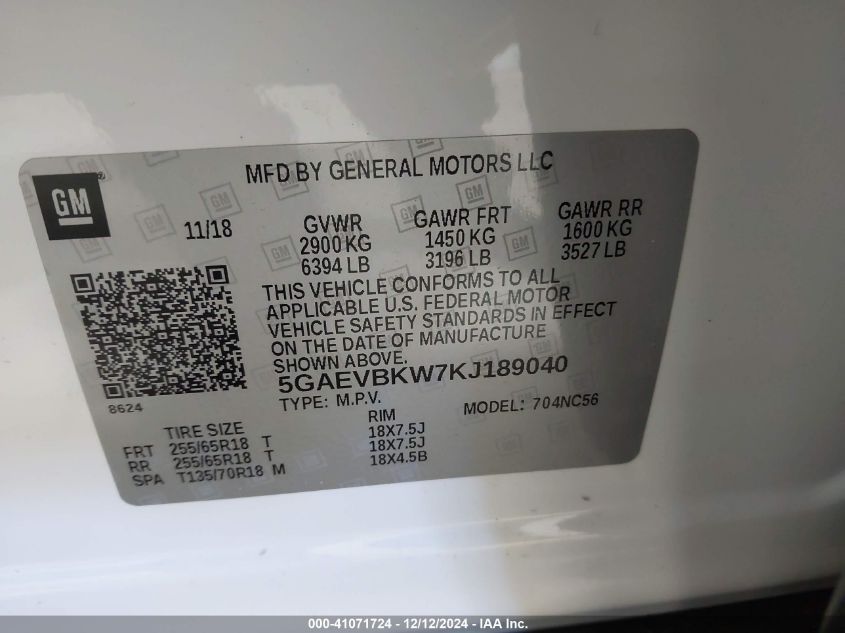 MFD BY GENERAL MOTORS LLC
GM
11/18
GVWR GAWR FRT GAWR RR
2900 KG 1450 KG 1600 KG
6394 LB 3196 LB 3527 LB
THIS VEHICLE CONFORMS TO ALL
APPLICABLE U.S. FEDERAL MOTOR
VEHICLE SAFETY STANDARDS IN EFFECT
ON THE DATE OF MANUFACTURE
SHOWN ABOVE.
5GAEVBKW7KJ189040
8624
TYPE: M.P.V. MODEL: 704NC56
TIRE SIZE RIM
FRT 255/65R18 T 18X7.5J
RR 255/65R18 T 18X7.5J
SPA T135/70R18 M 18X4.5B
000-41071724 - 12/12/2024 - IAA Inc.